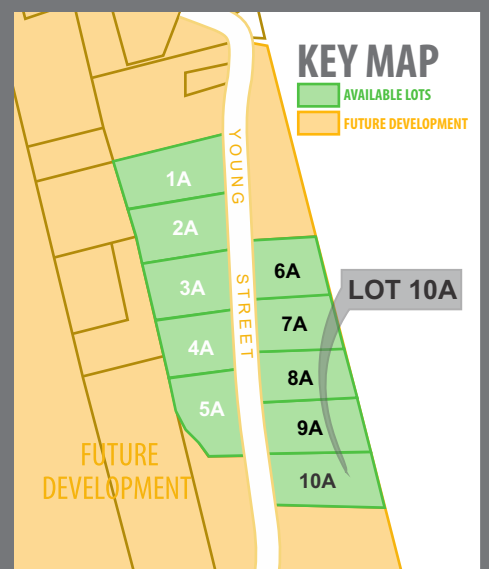 KEY MAP
AVAILABLE LOTS
FUTURE DEVELOPMENT
YOUNG STREET
1A
2A
3A
4A
5A
6A
7A
8A
9A
10A
LOT 10A
FUTURE
DEVELOPMENT